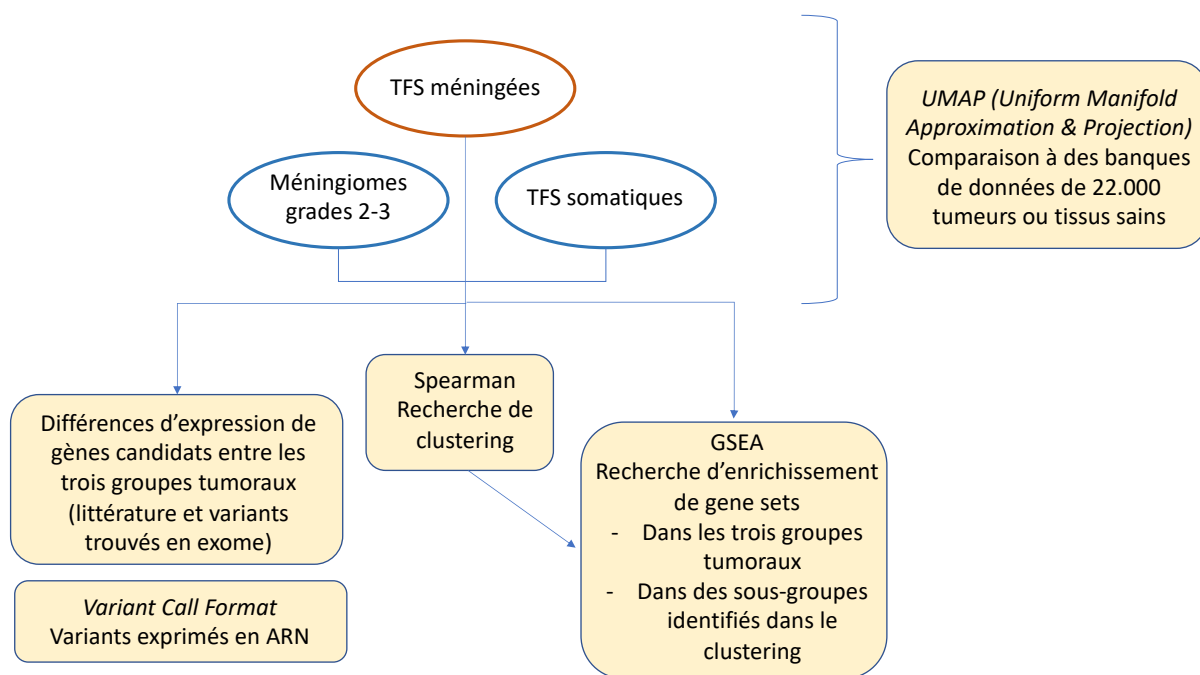 TFS méningées
Méningiomes
grades 2-3
TFS somatiques
UMAP (Uniform Manifold
Approximation & Projection)
Comparaison à des banques
de données de 22.000
tumeurs ou tissus sains
Différences d’expression de
gènes candidats entre les
trois groupes tumoraux
(littérature et variants
trouvés en exome)
Spearman
Recherche de
clustering
GSEA
Recherche d’enrichissement
de gene sets
- Dans les trois groupes
tumoraux
- Dans des sous-groupes
identifiés dans le
clustering
Variant Call Format
Variants exprimés en ARN